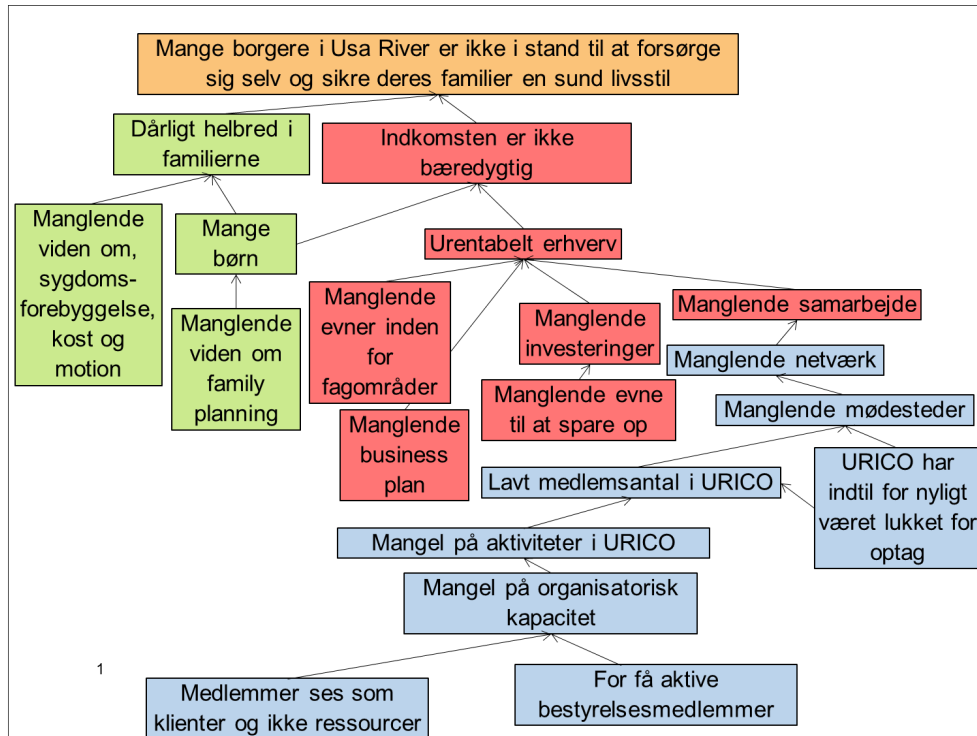 Mange borgere i Usa River er ikke i stand til at forsørge
sig selv og sikre deres familier en sund livsstil
Dårligt helbred i
familierne
Indkomsten er ikke
bæredygtig
Manglende
viden om,
sygdoms-
forebyggelse,
kost og
motion
Mange
børn
Urentabelt erhverv
Manglende
viden om
family
planning
Manglende
evner inden
for
fagområder
Manglende
business
plan
Manglende
investeringer
Manglende evne
til at spare op
Manglende samarbejde
Manglende netværk
Manglende mødesteder
Lavt medlemsantal i URICO
URICO har
indtil for nyligt
været lukket for
optag
Mangel på aktiviteter i URICO
Mangel på organisatorisk
kapacitet
1
Medlemmer ses som
klienter og ikke ressourcer
For få aktive
bestyrelsesmedlemmer